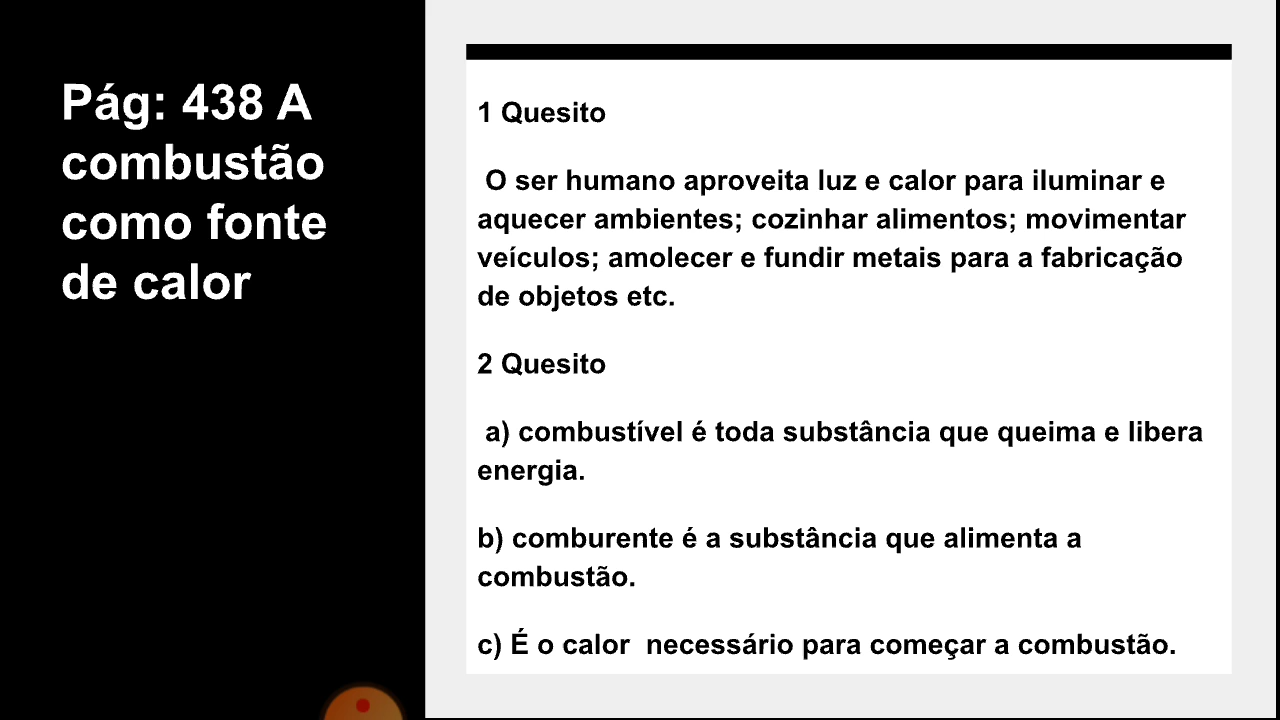 Pág: 438 A
combustão
como fonte
de calor
1 Quesito
O ser humano aproveita luz e calor para iluminar e
aquecer ambientes; cozinhar alimentos; movimentar
veículos; amolecer e fundir metais para a fabricação
de objetos etc.
2 Quesito
a) combustível é toda substância que queima e libera
energia.
b) comburente é a substância que alimenta a
combustão.
c) É o calor  necessário para começar a combustão.